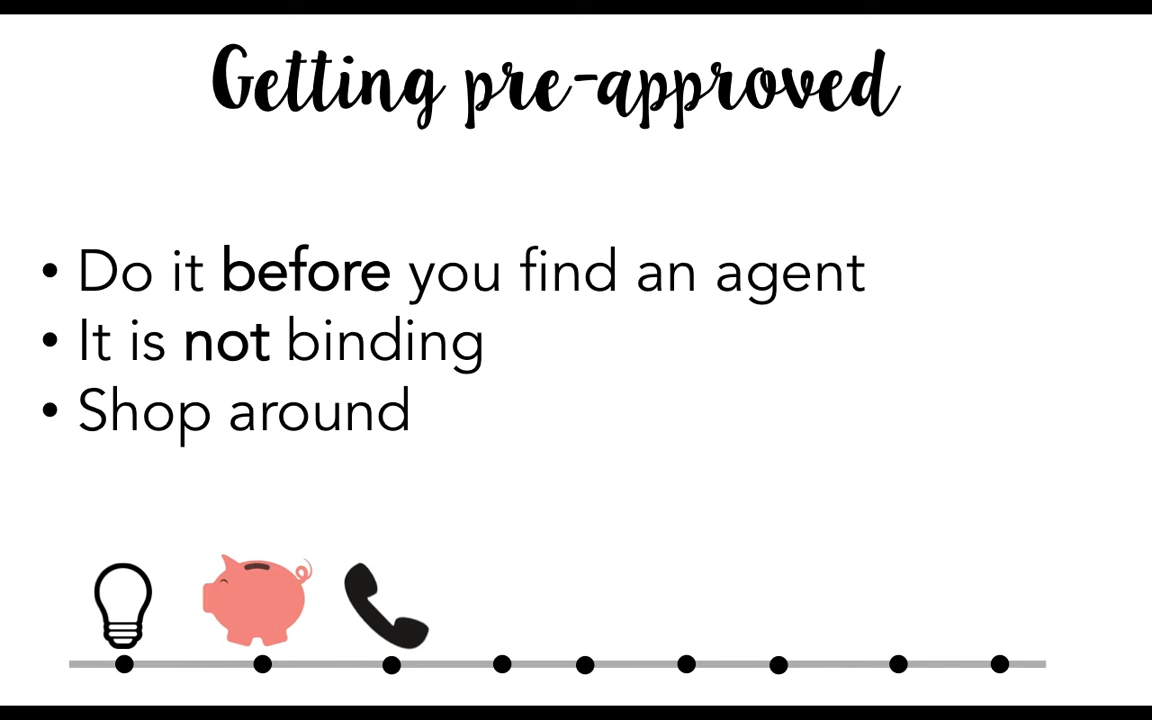 Getting pre-approved
• Do it before you find an agent
• It is not binding
• Shop around